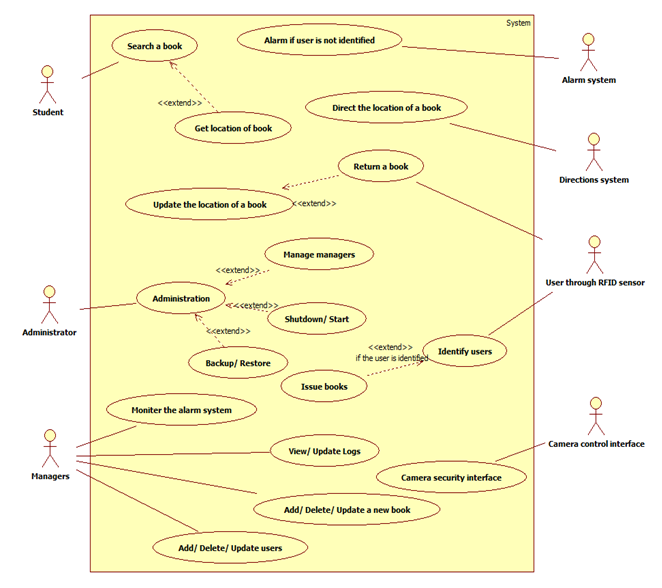 System
Search a book
Alarm if user is not identified
Alarm system
Student
<<extend>>
Direct the location of a book
Get location of book
Return a book
Directions system
Update the location of a book
<<extend>>
Manage managers
<<extend>>
User through RFID sensor
Administration
<<extend>>
Administrator
Shutdown/ Start
<<extend>>
<<extend>>
if the user is identified
Identify users
Backup/ Restore
Issue books
Moniter the alarm system
Camera control interface
View/ Update Logs
Managers
Camera security interface
Add/ Delete/ Update a new book
Add/ Delete/ Update users